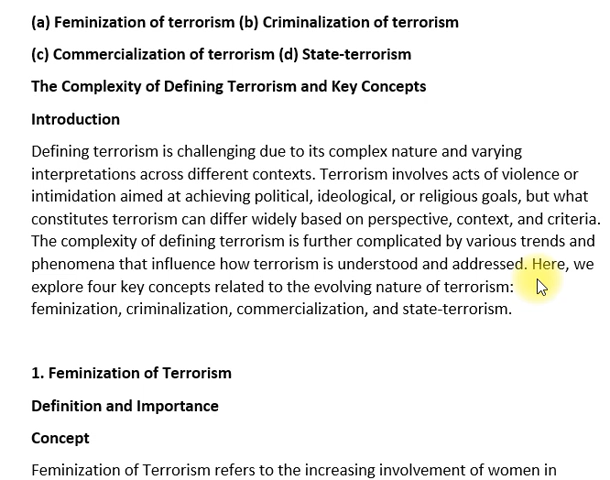 (a) Feminization of terrorism (b) Criminalization of terrorism
(c) Commercialization of terrorism (d) State-terrorism
The Complexity of Defining Terrorism and Key Concepts
Introduction
Defining terrorism is challenging due to its complex nature and varying
interpretations across different contexts. Terrorism involves acts of violence or
intimidation aimed at achieving political, ideological, or religious goals, but what
constitutes terrorism can differ widely based on perspective, context, and criteria.
The complexity of defining terrorism is further complicated by various trends and
phenomena that influence how terrorism is understood and addressed. Here, we
explore four key concepts related to the evolving nature of terrorism:
feminization, criminalization, commercialization, and state-terrorism.
1. Feminization of Terrorism
Definition and Importance
Concept
Feminization of Terrorism refers to the increasing involvement of women in